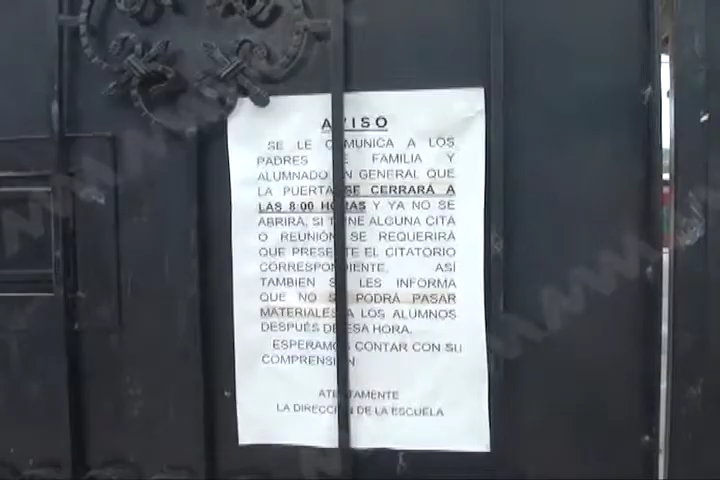 AVISO
SE LE COMUNICA A LOS
PADRES DE FAMILIA Y
ALUMNADO EN GENERAL QUE
LA PUERTA SE CERRARÁ A
LAS 8:00 HORAS Y YA NO SE
ABRIRÁ, SI TIENE ALGUNA CITA
O REUNIÓN SE REQUERIRÁ
QUE PRESENTE EL CITATORIO
CORRESPONDIENTE, ASÍ
TAMBIEN SE LES INFORMA
QUE NO SE PODRÁ PASAR
MATERIALES A LOS ALUMNOS
DESPUÉS DE ESA HORA.
ESPERAMOS CONTAR CON SU
COMPRENSIÓN
ATENTAMENTE
LA DIRECCIÓN DE LA ESCUELA